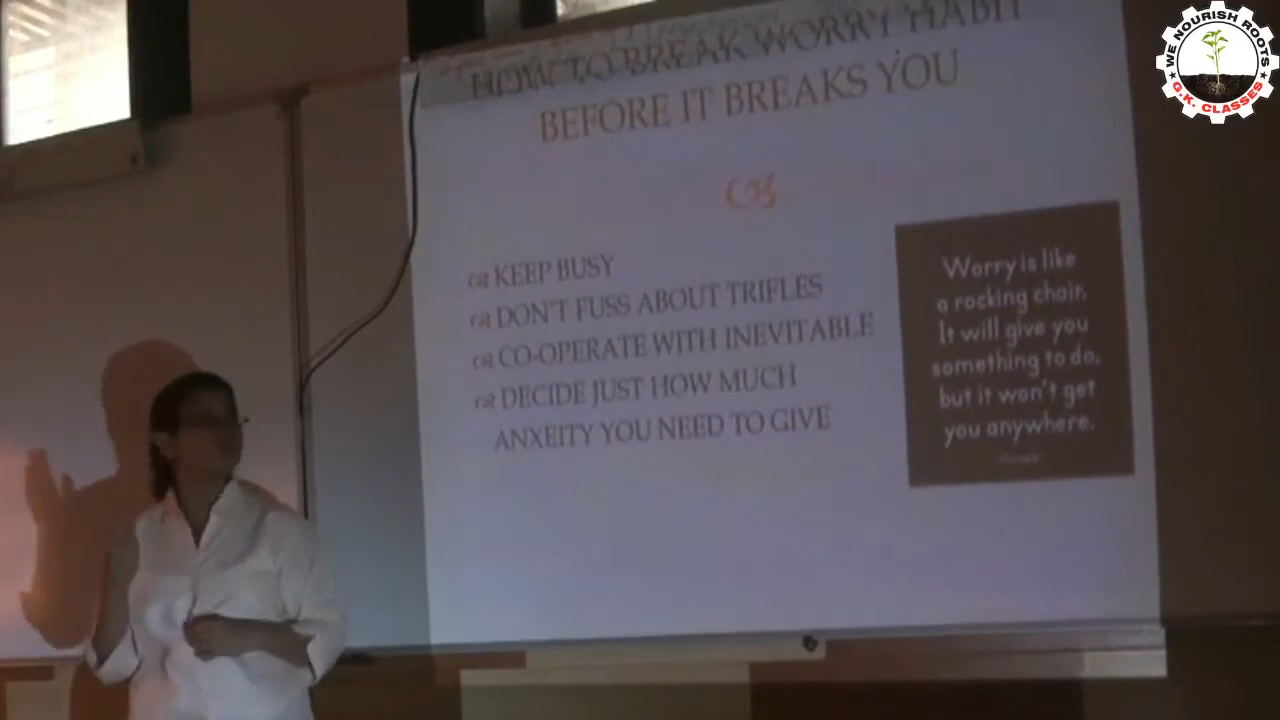 HOW TO BREAK WORRY HABIT
BEFORE IT BREAKS YOU
KEEP BUSY
DON'T FUSS ABOUT TRIFLES
CO-OPERATE WITH INEVITABLE
DECIDE JUST HOW MUCH
ANXEITY YOU NEED TO GIVE
Worry is like
a rocking chair.
It will give you
something to do,
but it won't get
you anywhere.
WE NOURISH ROOTS
G.K. CLASSES